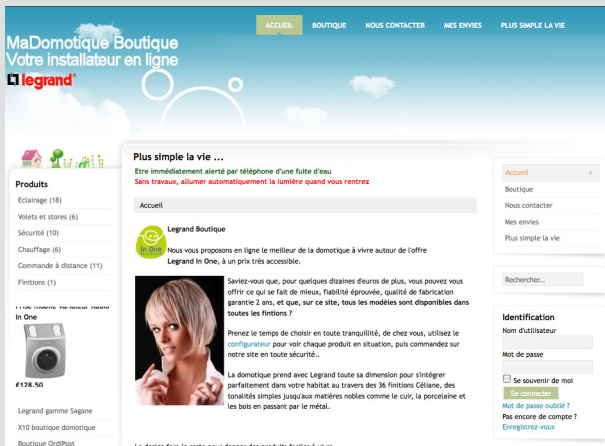 ACCUEIL BOUTIQUE NOUS CONTACTER MES ENVIES PLUS SIMPLE LA VIE
MaDomotique Boutique
Votre installateur en ligne
legrand®
Produits
Eclairage (18)
Volets et stores (6)
Sécurité (10)
Chauffage (6)
Commande à distance (11)
Finitions (1)
Prise mobile variateur Radio
In One
€128.50
Legrand gamme Sagane
X10 boutique domotique
Boutique OrdiPost
Plus simple la vie ...
Etre immédiatement alerté par téléphone d'une fuite d'eau
Sans travaux, allumer automatiquement la lumière quand vous rentrez
Accueil
In One
Legrand Boutique
Nous vous proposons en ligne le meilleur de la domotique à vivre autour de l'offre
Legrand In One, à un prix très accessible.
Saviez-vous que, pour quelques dizaines d'euros de plus, vous pouvez vous
offrir ce qui se fait de mieux, fiabilité éprouvée, qualité de fabrication
garantie 2 ans, et que, sur ce site, tous les modèles sont disponibles dans
toutes les fintions ?
Prenez le temps de choisir en toute tranquillité, de chez vous, utilisez le
configurateur pour voir chaque produit en situation, puis commandez sur
notre site en toute sécurité..
La domotique prend avec Legrand toute sa dimension pour s'intégrer
parfaitement dans votre habitat au travers des 36 finitions Céliane, des
tonalités simples jusqu'aux matières nobles comme le cuir, la porcelaine et
les bois en passant par le métal.
Accueil
Boutique
Nous contacter
Mes envies
Plus simple la vie
Rechercher...
Identification
Nom d'utilisateur
Mot de passe
Se souvenir de moi
Se connecter
Mot de passe oublié ?
Pas encore de compte ?
Enregistrez-vous